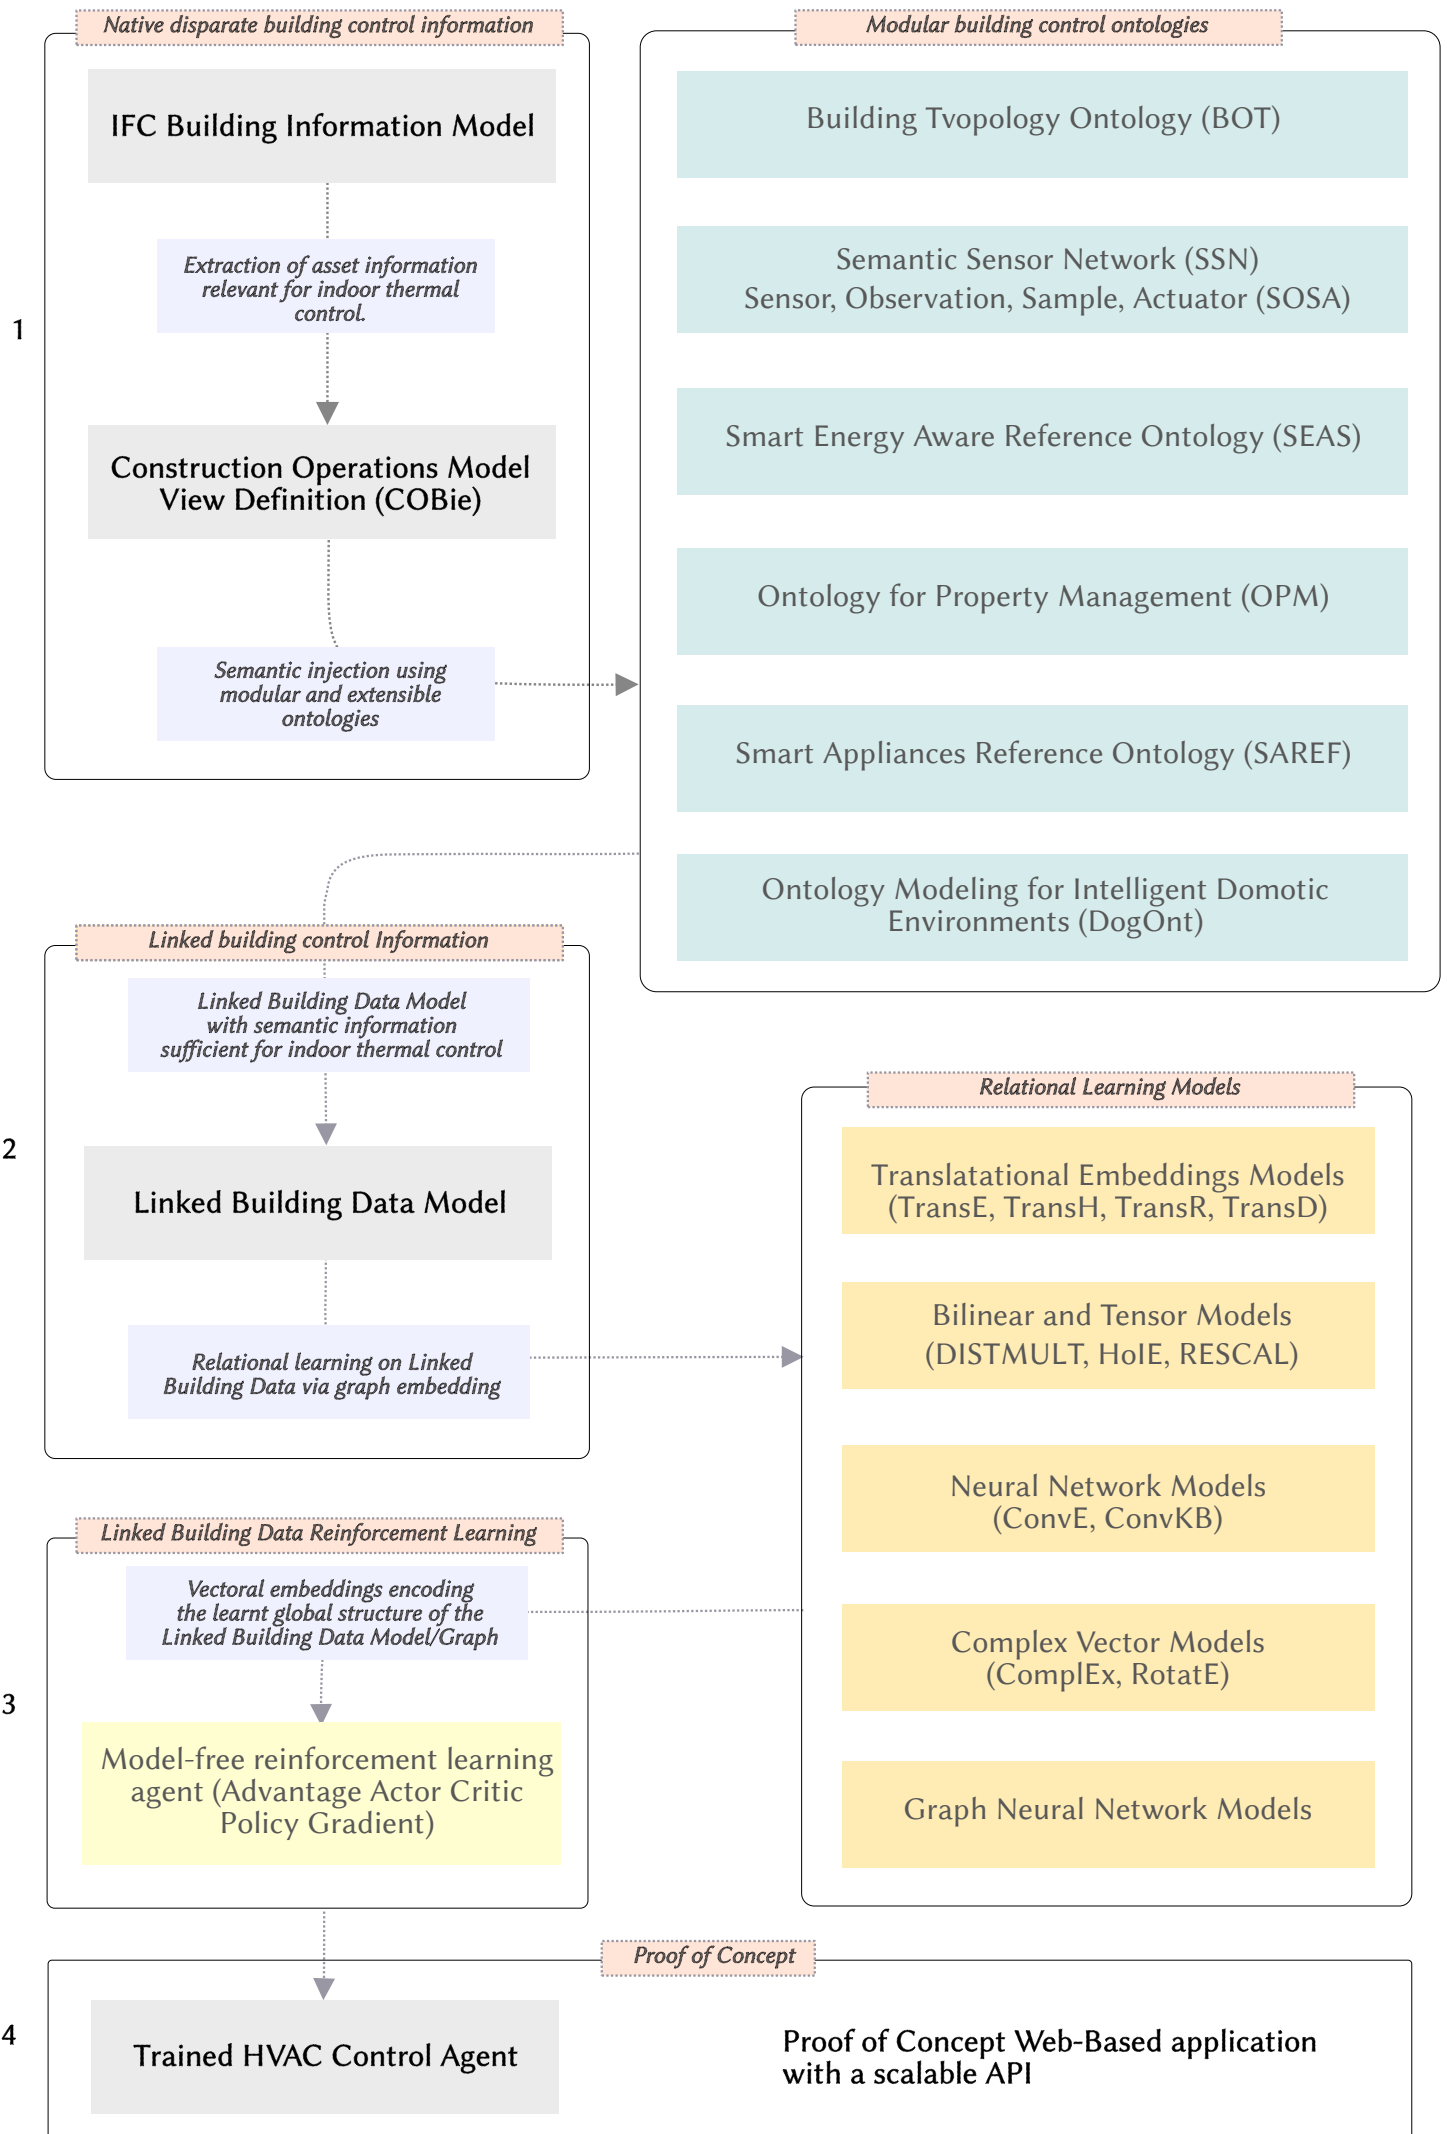 Native disparate building control information
IFC Building Information Model
Extraction of asset information
relevant for indoor thermal
control.
1
Construction Operations Model
View Definition (COBie)
Semantic injection using
modular and extensible
ontologies
Modular building control ontologies
Building Tvopology Ontology (BOT)
Semantic Sensor Network (SSN)
Sensor, Observation, Sample, Actuator (SOSA)
Smart Energy Aware Reference Ontology (SEAS)
Ontology for Property Management (OPM)
Smart Appliances Reference Ontology (SAREF)
Ontology Modeling for Intelligent Domotic
Environments (DogOnt)
Linked building control Information
Linked Building Data Model
with semantic information
sufficient for indoor thermal control
2
Linked Building Data Model
Relational learning on Linked
Building Data via graph embedding
Relational Learning Models
Translatational Embeddings Models
(TransE, TransH, TransR, TransD)
Bilinear and Tensor Models
(DISTMULT, HoIE, RESCAL)
Neural Network Models
(ConvE, ConvKB)
Complex Vector Models
(ComplEx, RotatE)
Graph Neural Network Models
Linked Building Data Reinforcement Learning
Vectoral embeddings encoding
the learnt global structure of the
Linked Building Data Model/Graph
3
Model-free reinforcement learning
agent (Advantage Actor Critic
Policy Gradient)
Proof of Concept
4
Trained HVAC Control Agent
Proof of Concept Web-Based application
with a scalable API